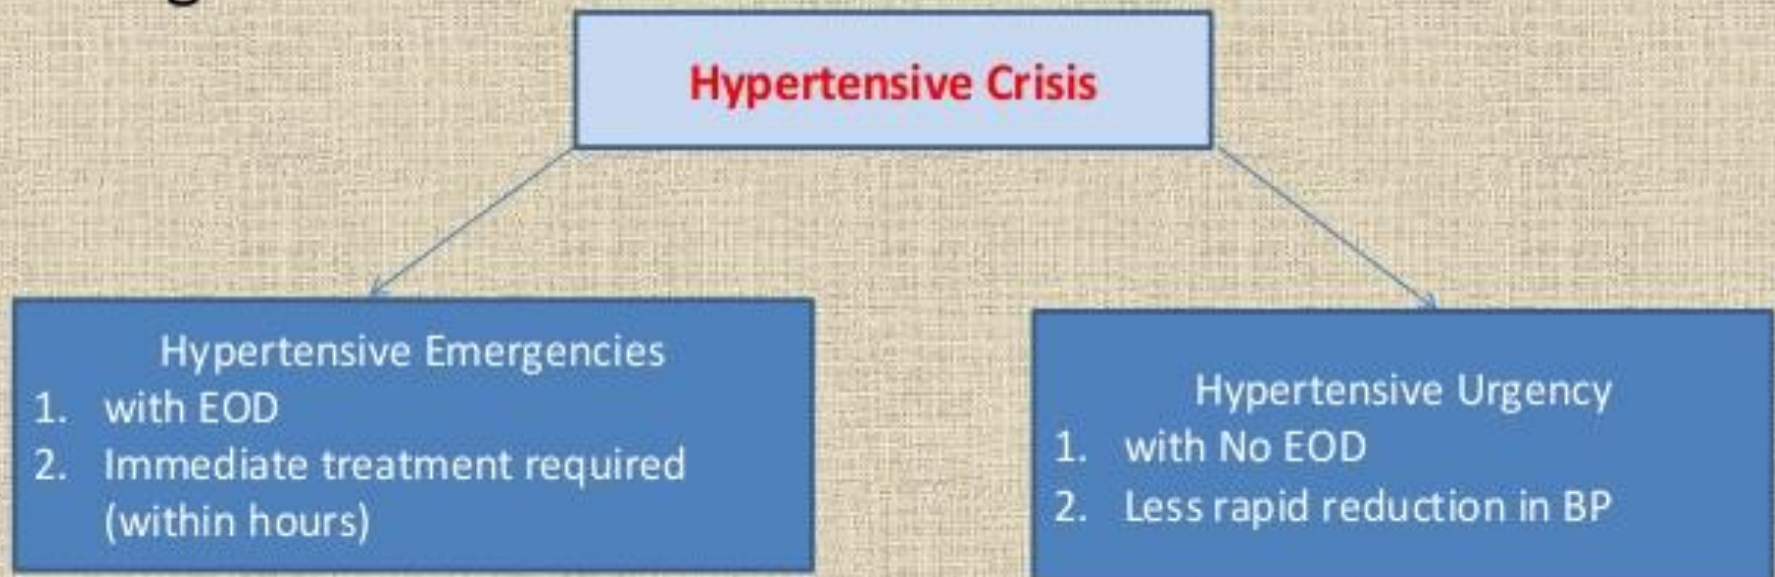 Hypertensive Crisis
Hypertensive Emergencies
1. with EOD
2. Immediate treatment required
(within hours)
Hypertensive Urgency
1. with No EOD
2. Less rapid reduction in BP